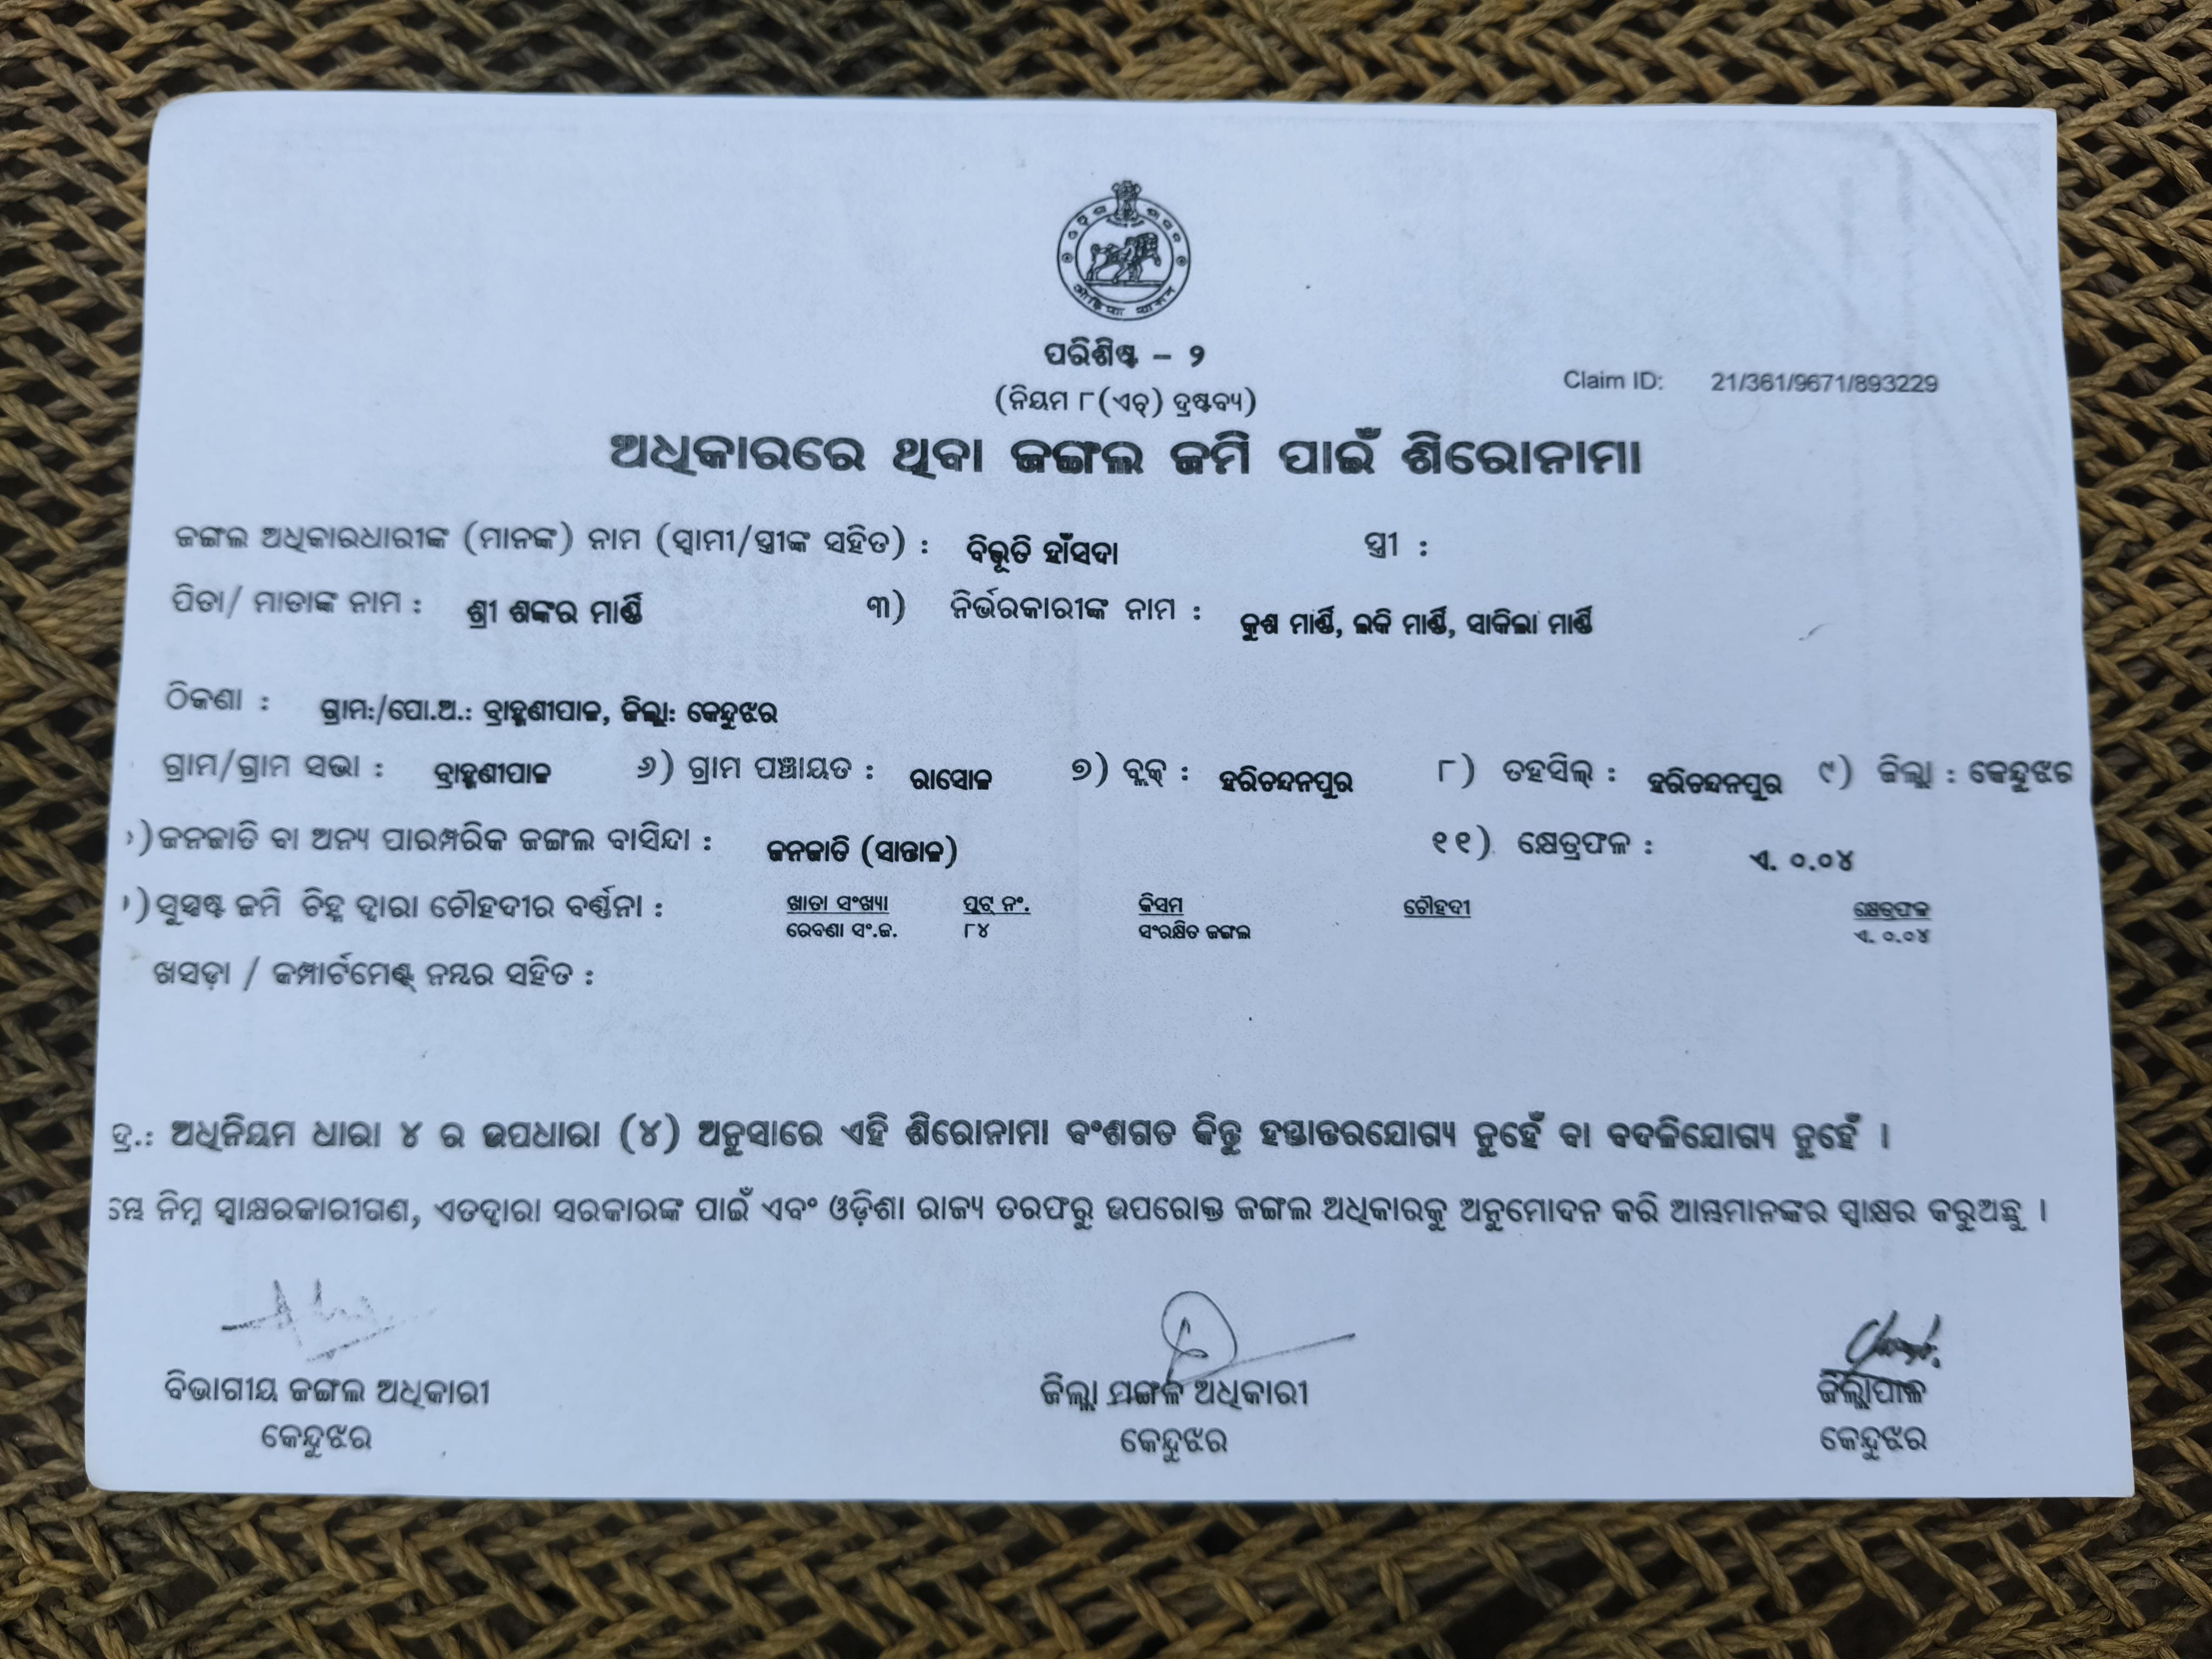 ଓଡ଼ିଶା ଶାସନ
ओड़िशा शासन
ପରିଶିଷ୍ଟ – ୨
(ନିୟମ ୮(ଏଚ୍) ଦ୍ରଷ୍ଟବ୍ୟ)
Claim ID: 21/361/9671/893229
ଅଧିକାରରେ ଥିବା ଜଙ୍ଗଲ ଜମି ପାଇଁ ଶିରୋନାମା
ଜଙ୍ଗଲ ଅଧିକାରଧାରୀଙ୍କ (ମାନଙ୍କ) ନାମ (ସ୍ୱାମୀ/ସ୍ତ୍ରୀଙ୍କ ସହିତ) : ବିଭୂତି ହାଁସଦା ସ୍ତ୍ରୀ :
ପିତା/ ମାତାଙ୍କ ନାମ : ଶ୍ରୀ ଶଙ୍କର ମାର୍ଣ୍ଡି ୩) ନିର୍ଭରକାରୀଙ୍କ ନାମ : କୁଶ ମାର୍ଣ୍ଡି, ଲକି ମାର୍ଣ୍ଡି, ସାକିଲା ମାର୍ଣ୍ଡି
ଠିକଣା : ଗ୍ରାମ:/ପୋ.ଅ.: ବ୍ରାହ୍ମଣୀପାଳ, ଜିଲ୍ଲା: କେନ୍ଦୁଝର
ଗ୍ରାମ/ଗ୍ରାମ ସଭା : ବ୍ରାହ୍ମଣୀପାଳ ୬) ଗ୍ରାମ ପଞ୍ଚାୟତ : ରାସୋଳ ୭) ବ୍ଲକ୍ : ହରିଚନ୍ଦନପୁର ୮) ତହସିଲ୍ : ହରିଚନ୍ଦନପୁର ୯) ଜିଲ୍ଲା : କେନ୍ଦୁଝର
)ଜନଜାତି ବା ଅନ୍ୟ ପାରମ୍ପରିକ ଜଙ୍ଗଲ ବାସିନ୍ଦା : ଜନଜାତି (ସାନ୍ତାଳ) ୧୧) କ୍ଷେତ୍ରଫଳ : ଏ. ୦.୦୪
)ସୁସ୍ପଷ୍ଟ ଜମି ଚିହ୍ନ ଦ୍ୱାରା ଚୌହଦୀର ବର୍ଣ୍ଣନା : ଖାତା ସଂଖ୍ୟା ପ୍ଲଟ୍ ନଂ. କିସମ ଚୌହଦୀ କ୍ଷେତ୍ରଫଳ
ରେବଣା ସଂ.ଜ. ୮୪ ସଂରକ୍ଷିତ ଜଙ୍ଗଲ ଏ. ୦.୦୪
ଖସଡ଼ା / କମ୍ପାର୍ଟମେଣ୍ଟ୍ ନମ୍ବର ସହିତ :
ଦ୍ର.: ଅଧିନିୟମ ଧାରା ୪ ର ଉପଧାରା (୪) ଅନୁସାରେ ଏହି ଶିରୋନାମା ବଂଶଗତ କିନ୍ତୁ ହସ୍ତାନ୍ତରଯୋଗ୍ୟ ନୁହେଁ ବା ବଦଳିଯୋଗ୍ୟ ନୁହେଁ ।
ନିମ୍ନ ସ୍ୱାକ୍ଷରକାରୀଗଣ, ଏତଦ୍ୱାରା ସରକାରଙ୍କ ପାଇଁ ଏବଂ ଓଡ଼ିଶା ରାଜ୍ୟ ତରଫରୁ ଉପରୋକ୍ତ ଜଙ୍ଗଲ ଅଧିକାରକୁ ଅନୁମୋଦନ କରି ଆମ୍ଭମାନଙ୍କର ସ୍ୱାକ୍ଷର କରୁଅଛୁ ।
ବିଭାଗୀୟ ଜଙ୍ଗଲ ଅଧିକାରୀ ଜିଲ୍ଲା ମଙ୍ଗଳ ଅଧିକାରୀ ଜିଲ୍ଲାପାଳ
କେନ୍ଦୁଝର କେନ୍ଦୁଝର କେନ୍ଦୁଝର